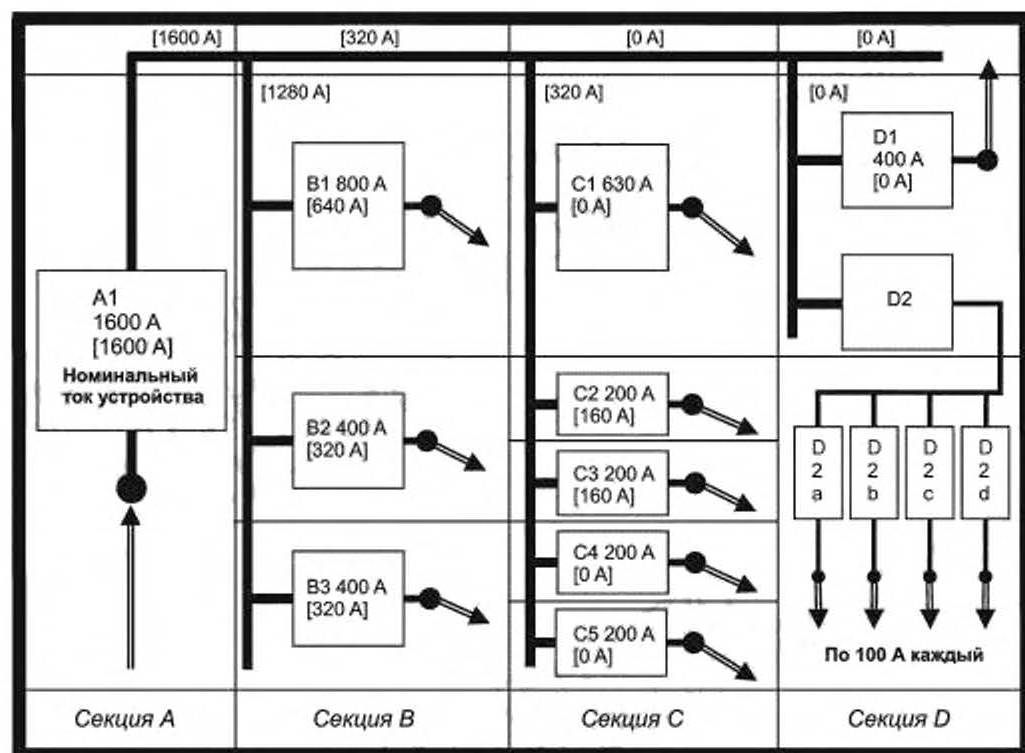 [1600 A]
[320 A]
[0 A]
[0 A]
[1280 A]
[320 A]
[0 A]
A1
1600 A
[1600 A]
Номинальный
ток устройства
B1 800 A
[640 A]
B2 400 A
[320 A]
B3 400 A
[320 A]
C1 630 A
[0 A]
C2 200 A
[160 A]
C3 200 A
[160 A]
C4 200 A
[0 A]
C5 200 A
[0 A]
D1
400 A
[0 A]
D2
D
2
a
D
2
b
D
2
c
D
2
d
По 100 А каждый
Секция A
Секция B
Секция C
Секция D